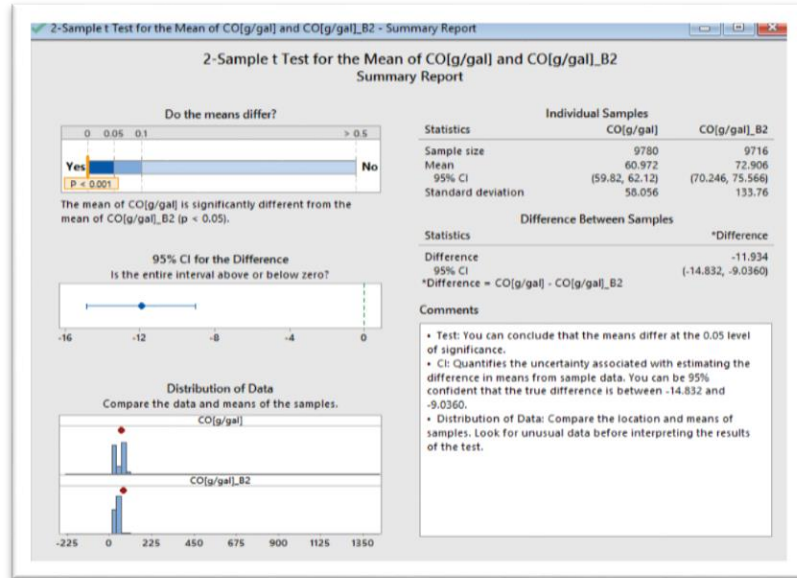 2-Sample t Test for the Mean of CO[g/gal] and CO[g/gal]_B2 - Summary Report
2-Sample t Test for the Mean of CO[g/gal] and CO[g/gal]_B2
Summary Report
Do the means differ?
0 0.05 0.1 > 0.5
Yes No
P < 0.001
The mean of CO[g/gal] is significantly different from the
mean of CO[g/gal]_B2 (p < 0.05).
95% CI for the Difference
Is the entire interval above or below zero?
-16 -12 -8 -4 0
Distribution of Data
Compare the data and means of the samples.
CO[g/gal]
CO[g/gal]_B2
-225 0 225 450 675 900 1125 1350
Individual Samples
Statistics CO[g/gal] CO[g/gal]_B2
Sample size 9780 9716
Mean 60.972 72.906
95% CI (59.82, 62.12) (70.246, 75.566)
Standard deviation 58.056 133.76
Difference Between Samples
Statistics *Difference
Difference -11.934
95% CI (-14.832, -9.0360)
*Difference = CO[g/gal] - CO[g/gal]_B2
Comments
• Test: You can conclude that the means differ at the 0.05 level
of significance.
• CI: Quantifies the uncertainty associated with estimating the
difference in means from sample data. You can be 95%
confident that the true difference is between -14.832 and
-9.0360.
• Distribution of Data: Compare the location and means of
samples. Look for unusual data before interpreting the results
of the test.